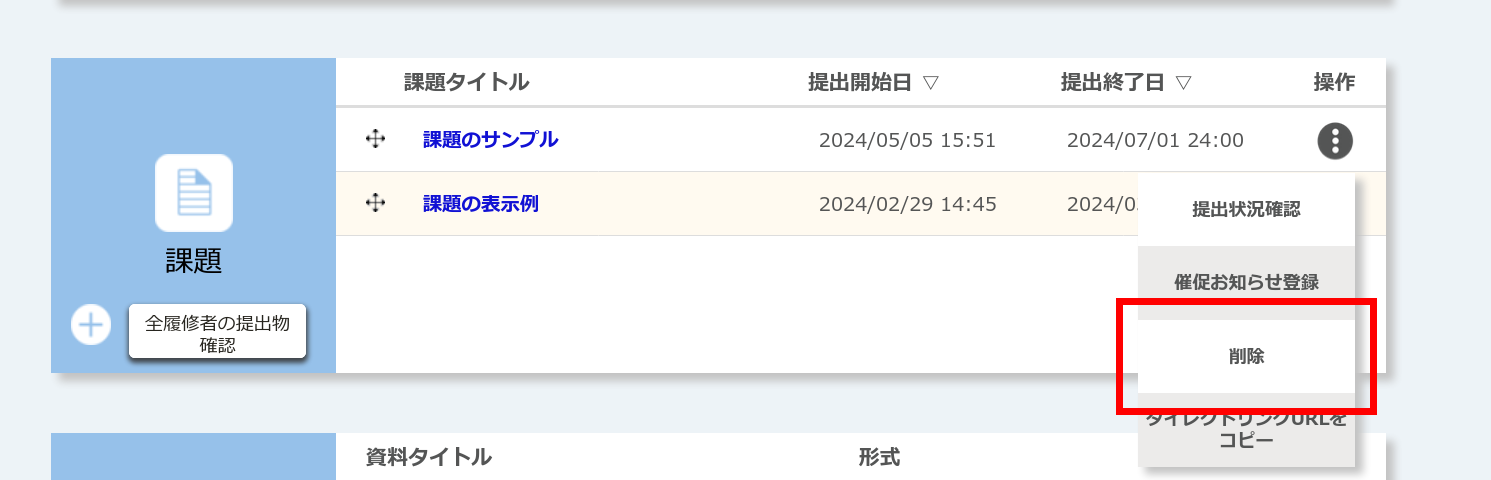 課題タイトル 提出開始日 ▽ 提出終了日 ▽ 操作
課題のサンプル 2024/05/05 15:51 2024/07/01 24:00
課題の表示例 2024/02/29 14:45 2024/0
提出状況確認
課題
催促お知らせ登録
全履修者の提出物
確認
削除
ダイレクトリンクURLを
コピー
資料タイトル 形式